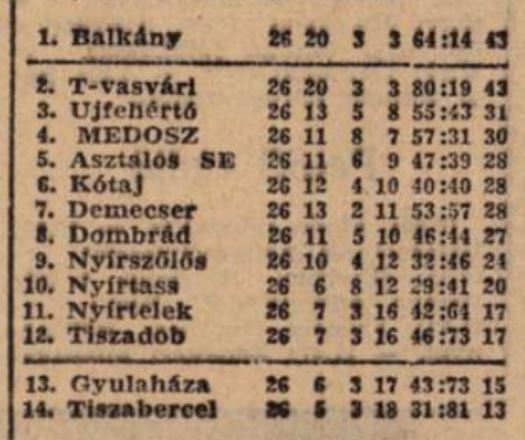 1. Balkány 26 20 3 3 64:14 43
2. T-vasvári 26 20 3 3 80:19 43
3. Ujfehértó 26 13 5 8 55:43 31
4. MEDOSZ 26 11 8 7 57:31 30
5. Asztalos SE 26 11 6 9 47:39 28
6. Kótaj 26 12 4 10 40:40 28
7. Demecser 26 13 2 11 53:57 28
8. Dombrád 26 11 5 10 46:44 27
9. Nyírszőlős 26 10 4 12 32:46 24
10. Nyírtass 26 6 8 12 29:41 20
11. Nyírtelek 26 7 3 16 42:64 17
12. Tiszadob 26 7 3 16 46:73 17
13. Gyulaháza 26 6 3 17 43:73 15
14. Tiszabercel 26 5 3 18 31:81 13